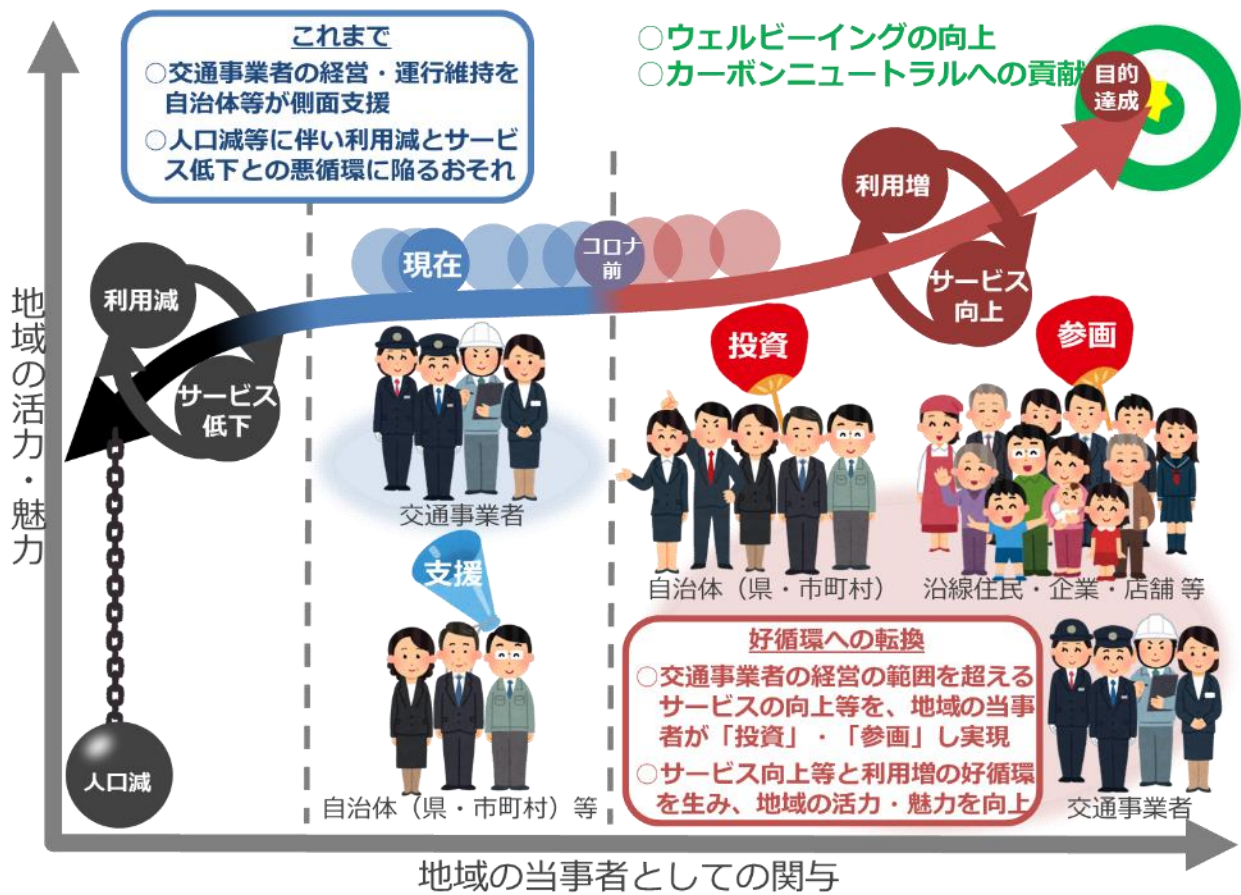 これまで
○交通事業者の経営・運行維持を
自治体等が側面支援
○人口減等に伴い利用減とサービ
ス低下との悪循環に陥るおそれ
○ウェルビーイングの向上
○カーボンニュートラルへの貢献
目的
達成
利用増
サービス
向上
コロナ
前
現在
利用減
サービス
低下
人口減
地域の活力・魅力
交通事業者
支援
自治体（県・市町村）等
投資
参画
自治体（県・市町村）
沿線住民・企業・店舗 等
好循環への転換
○交通事業者の経営の範囲を超える
サービスの向上等を、地域の当事
者が「投資」・「参画」し実現
○サービス向上等と利用増の好循環
を生み、地域の活力・魅力を向上
交通事業者
地域の当事者としての関与